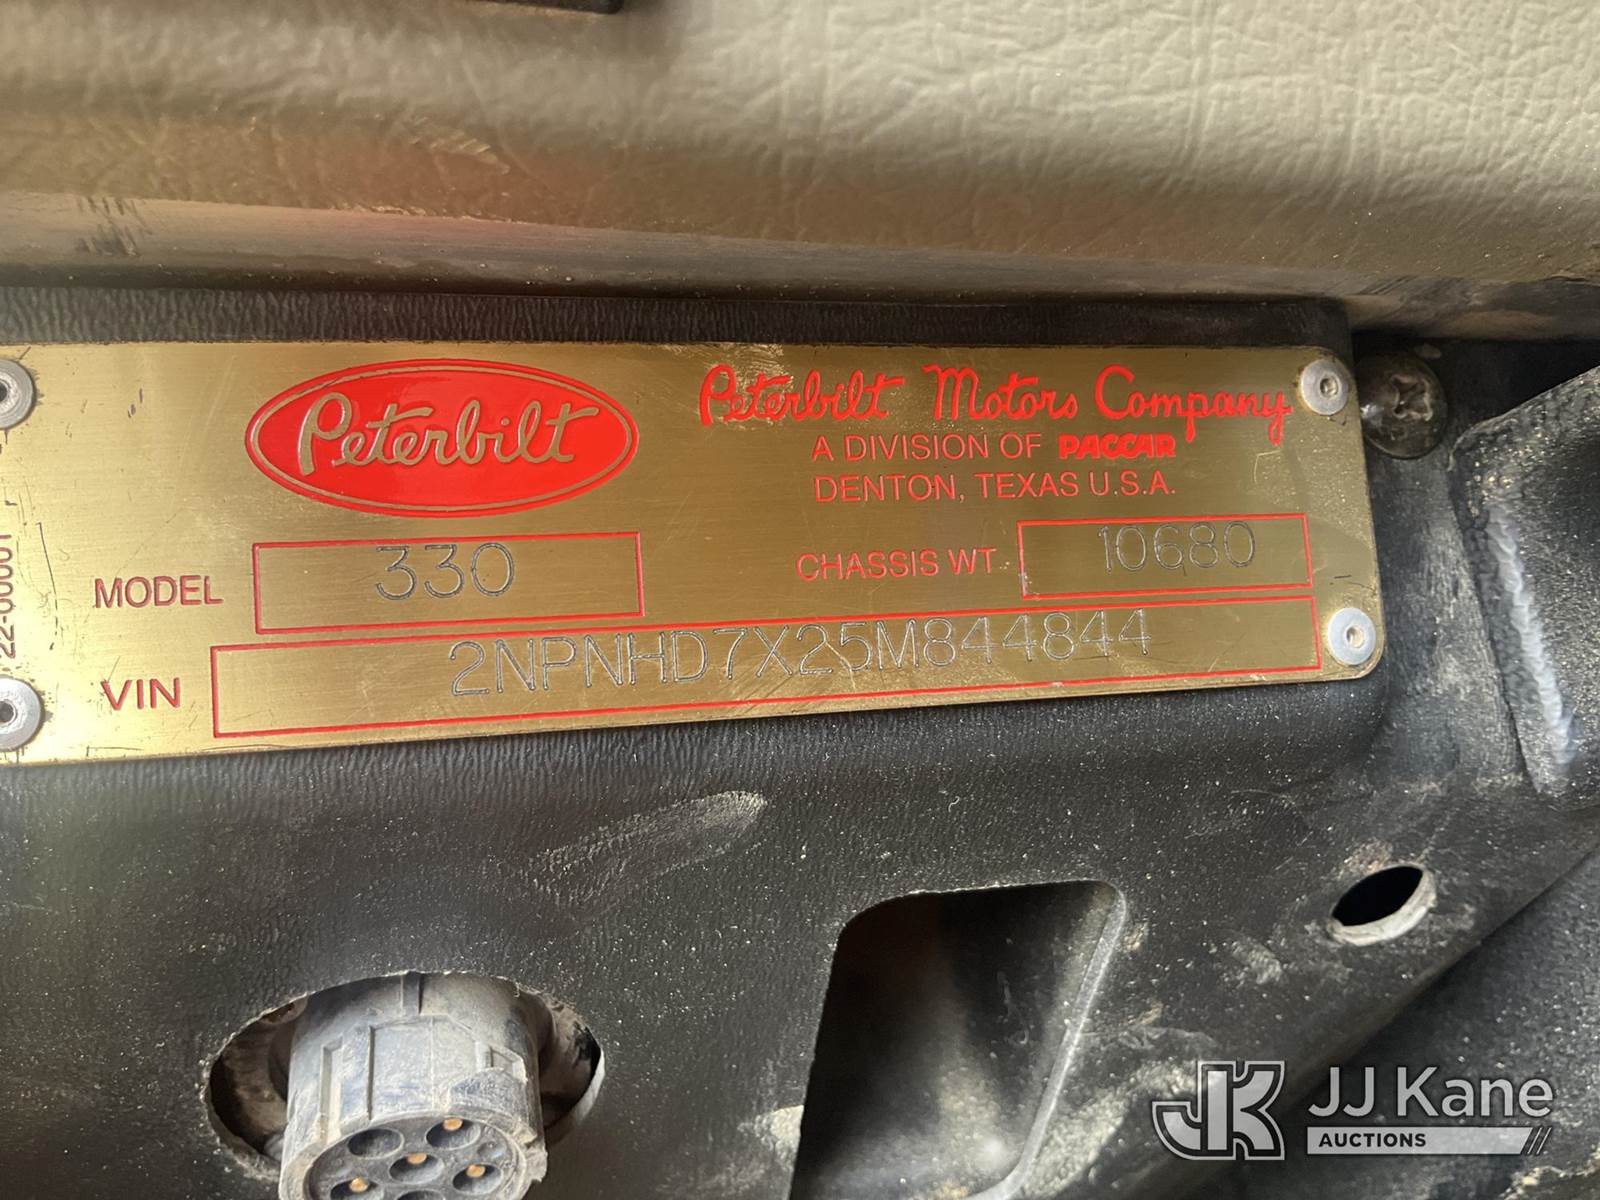 Peterbilt
Peterbilt Motors Company
A DIVISION OF PACCAR
DENTON, TEXAS U.S.A.
MODEL 330
CHASSIS WT. 10680
VIN 2NPNHD7X25M844844
JK JJ Kane
AUCTIONS